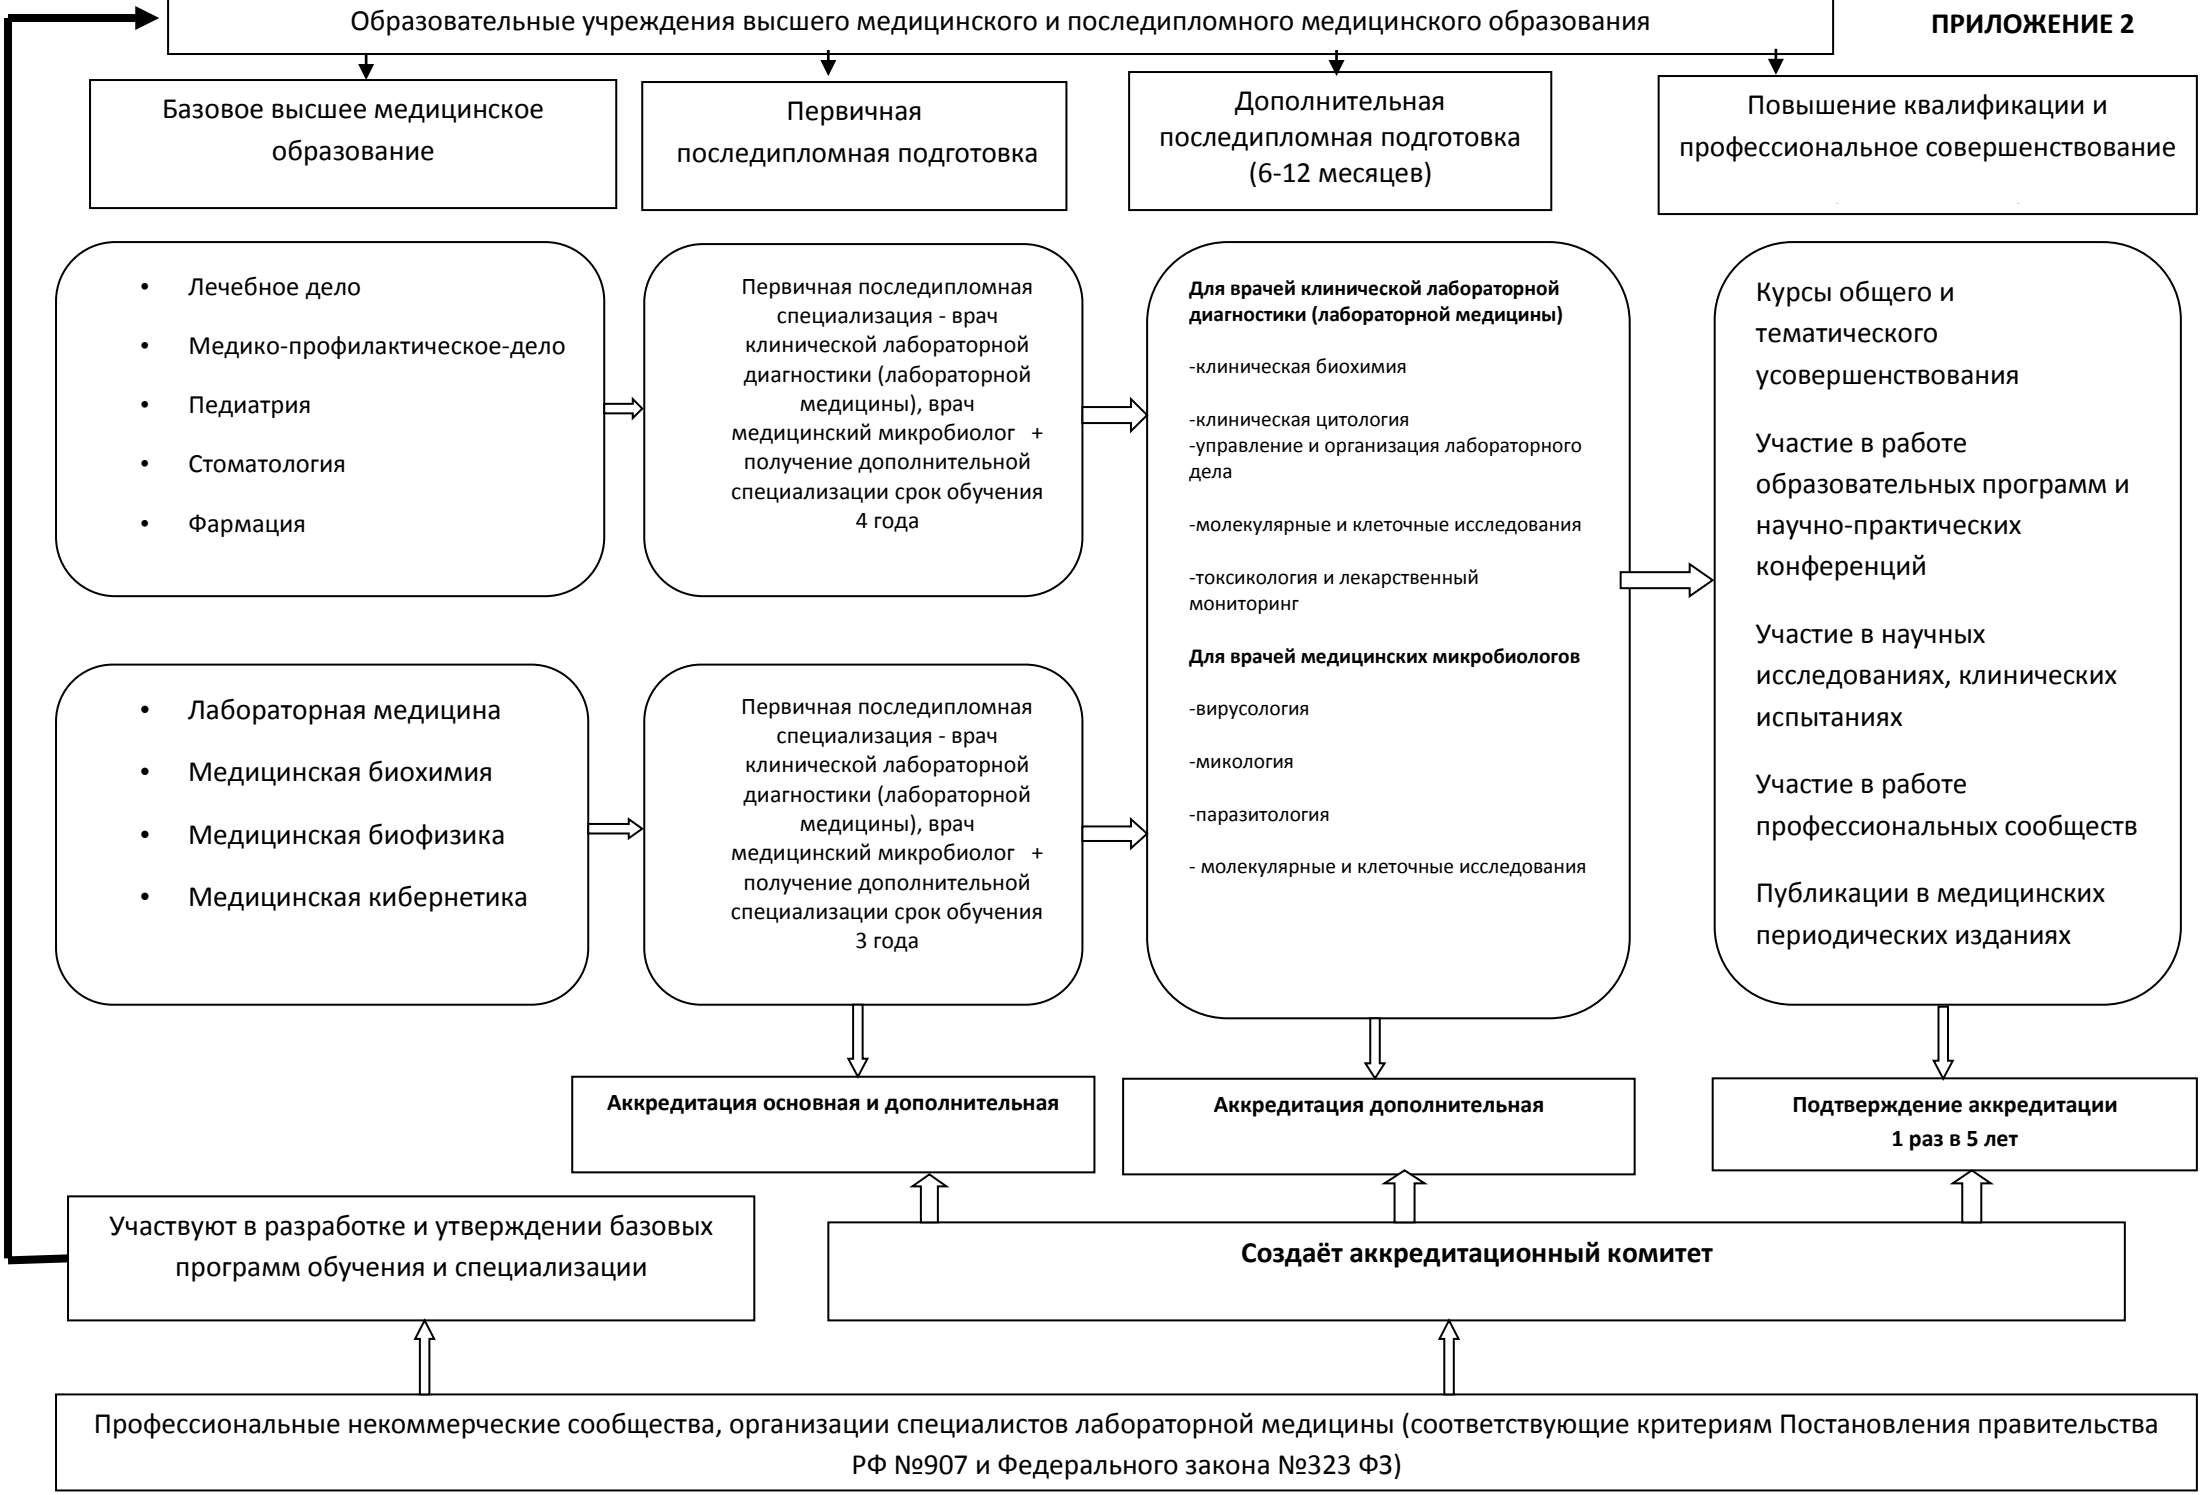 Образовательные учреждения высшего медицинского и последипломного медицинского образования
ПРИЛОЖЕНИЕ 2
Базовое высшее медицинское
образование
Первичная
последипломная подготовка
Дополнительная
последипломная подготовка
(6-12 месяцев)
Повышение квалификации и
профессиональное совершенствование
• Лечебное дело
• Медико-профилактическое-дело
• Педиатрия
• Стоматология
• Фармация
Первичная последипломная
специализация - врач
клинической лабораторной
диагностики (лабораторной
медицины), врач
медицинский микробиолог +
получение дополнительной
специализации срок обучения
4 года
Для врачей клинической лабораторной
диагностики (лабораторной медицины)
-клиническая биохимия
-клиническая цитология
-управление и организация лабораторного
дела
-молекулярные и клеточные исследования
-токсикология и лекарственный
мониторинг
Для врачей медицинских микробиологов
-вирусология
-микология
-паразитология
- молекулярные и клеточные исследования
Курсы общего и
тематического
усовершенствования
Участие в работе
образовательных программ и
научно-практических
конференций
Участие в научных
исследованиях, клинических
испытаниях
Участие в работе
профессиональных сообществ
Публикации в медицинских
периодических изданиях
• Лабораторная медицина
• Медицинская биохимия
• Медицинская биофизика
• Медицинская кибернетика
Первичная последипломная
специализация - врач
клинической лабораторной
диагностики (лабораторной
медицины), врач
медицинский микробиолог +
получение дополнительной
специализации срок обучения
3 года
Аккредитация основная и дополнительная
Аккредитация дополнительная
Подтверждение аккредитации
1 раз в 5 лет
Участвуют в разработке и утверждении базовых
программ обучения и специализации
Создаёт аккредитационный комитет
Профессиональные некоммерческие сообщества, организации специалистов лабораторной медицины (соответствующие критериям Постановления правительства
РФ №907 и Федерального закона №323 ФЗ)